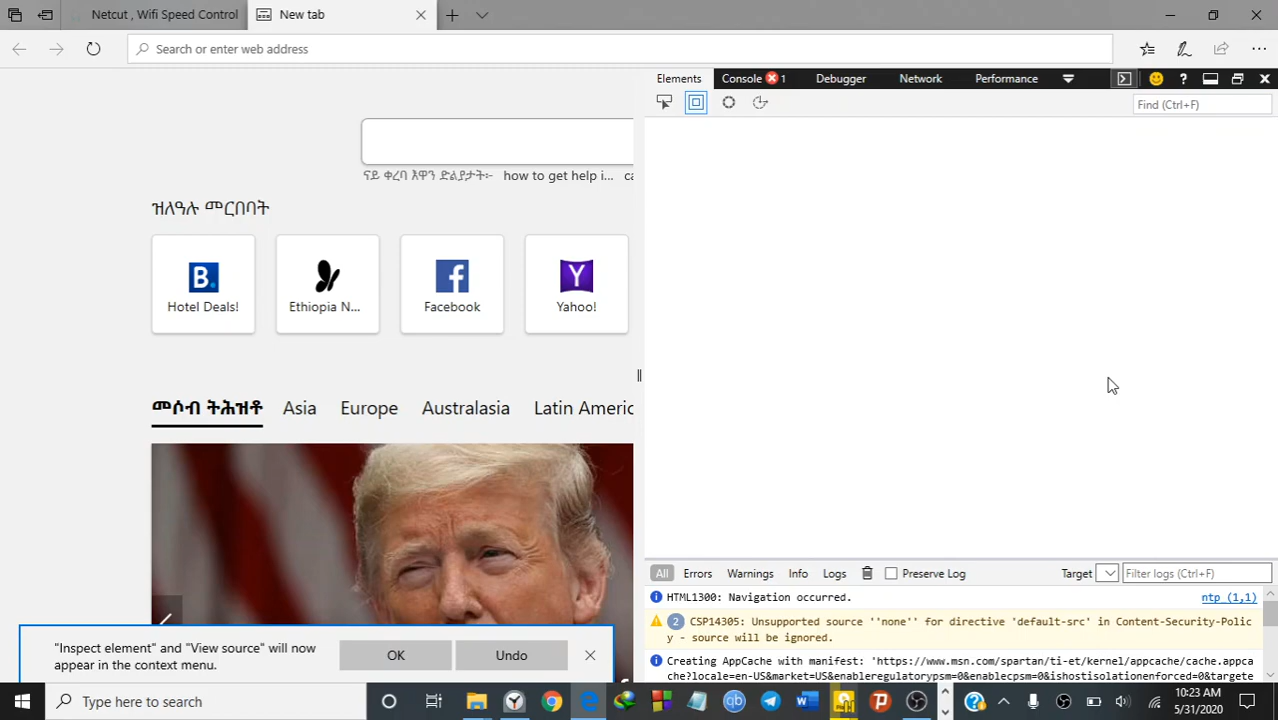 Netcut , Wifi Speed Control
New tab
Search or enter web address
Elements Console 1 Debugger Network Performance
Find (Ctrl+F)
ናይ ቀረባ እዋን ድልያታት፦ how to get help i... ca
ዝለዓሉ መርበባት
B.
Hotel Deals!
Ethiopia N...
f
Facebook
Y
Yahoo!
መሶብ ትሕዝቶ Asia Europe Australasia Latin Americ
"Inspect element" and "View source" will now
appear in the context menu.
OK Undo
All Errors Warnings Info Logs Preserve Log Target Filter logs (Ctrl+F)
HTML1300: Navigation occurred. ntp (1,1)
2 CSP14305: Unsupported source ''none'' for directive 'default-src' in Content-Security-Polic
y - source will be ignored.
Creating AppCache with manifest: 'https://www.msn.com/spartan/ti-et/kernel/appcache/cache.appca
che?locale=en-US&market=US&enableregulatorypsm=0&enablecpsm=0&ishostisolationenforced=0&targete
Type here to search
10:23 AM
5/31/2020